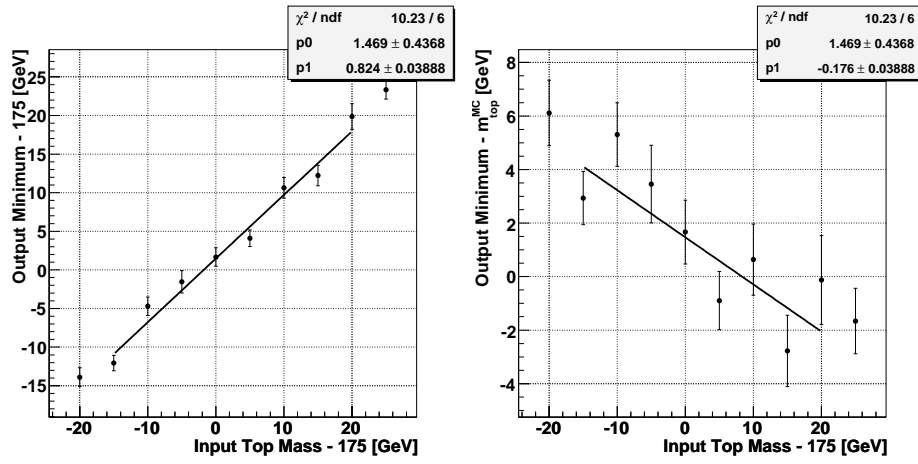 χ² / ndf 10.23 / 6
p0 1.469 ± 0.4368
p1 0.824 ± 0.03888
Output Minimum - 175 [GeV]
25
20
15
10
5
0
-5
-10
-15
-20 -10 0 10 20
Input Top Mass - 175 [GeV]
χ² / ndf 10.23 / 6
p0 1.469 ± 0.4368
p1 -0.176 ± 0.03888
Output Minimum - m_top^MC [GeV]
8
6
4
2
0
-2
-4
-20 -10 0 10 20
Input Top Mass - 175 [GeV]